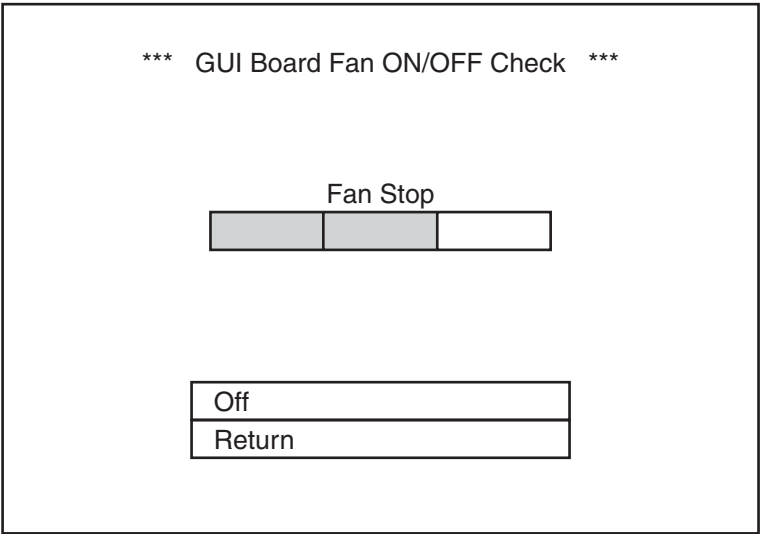 *** GUI Board Fan ON/OFF Check ***
Fan Stop
Off
Return